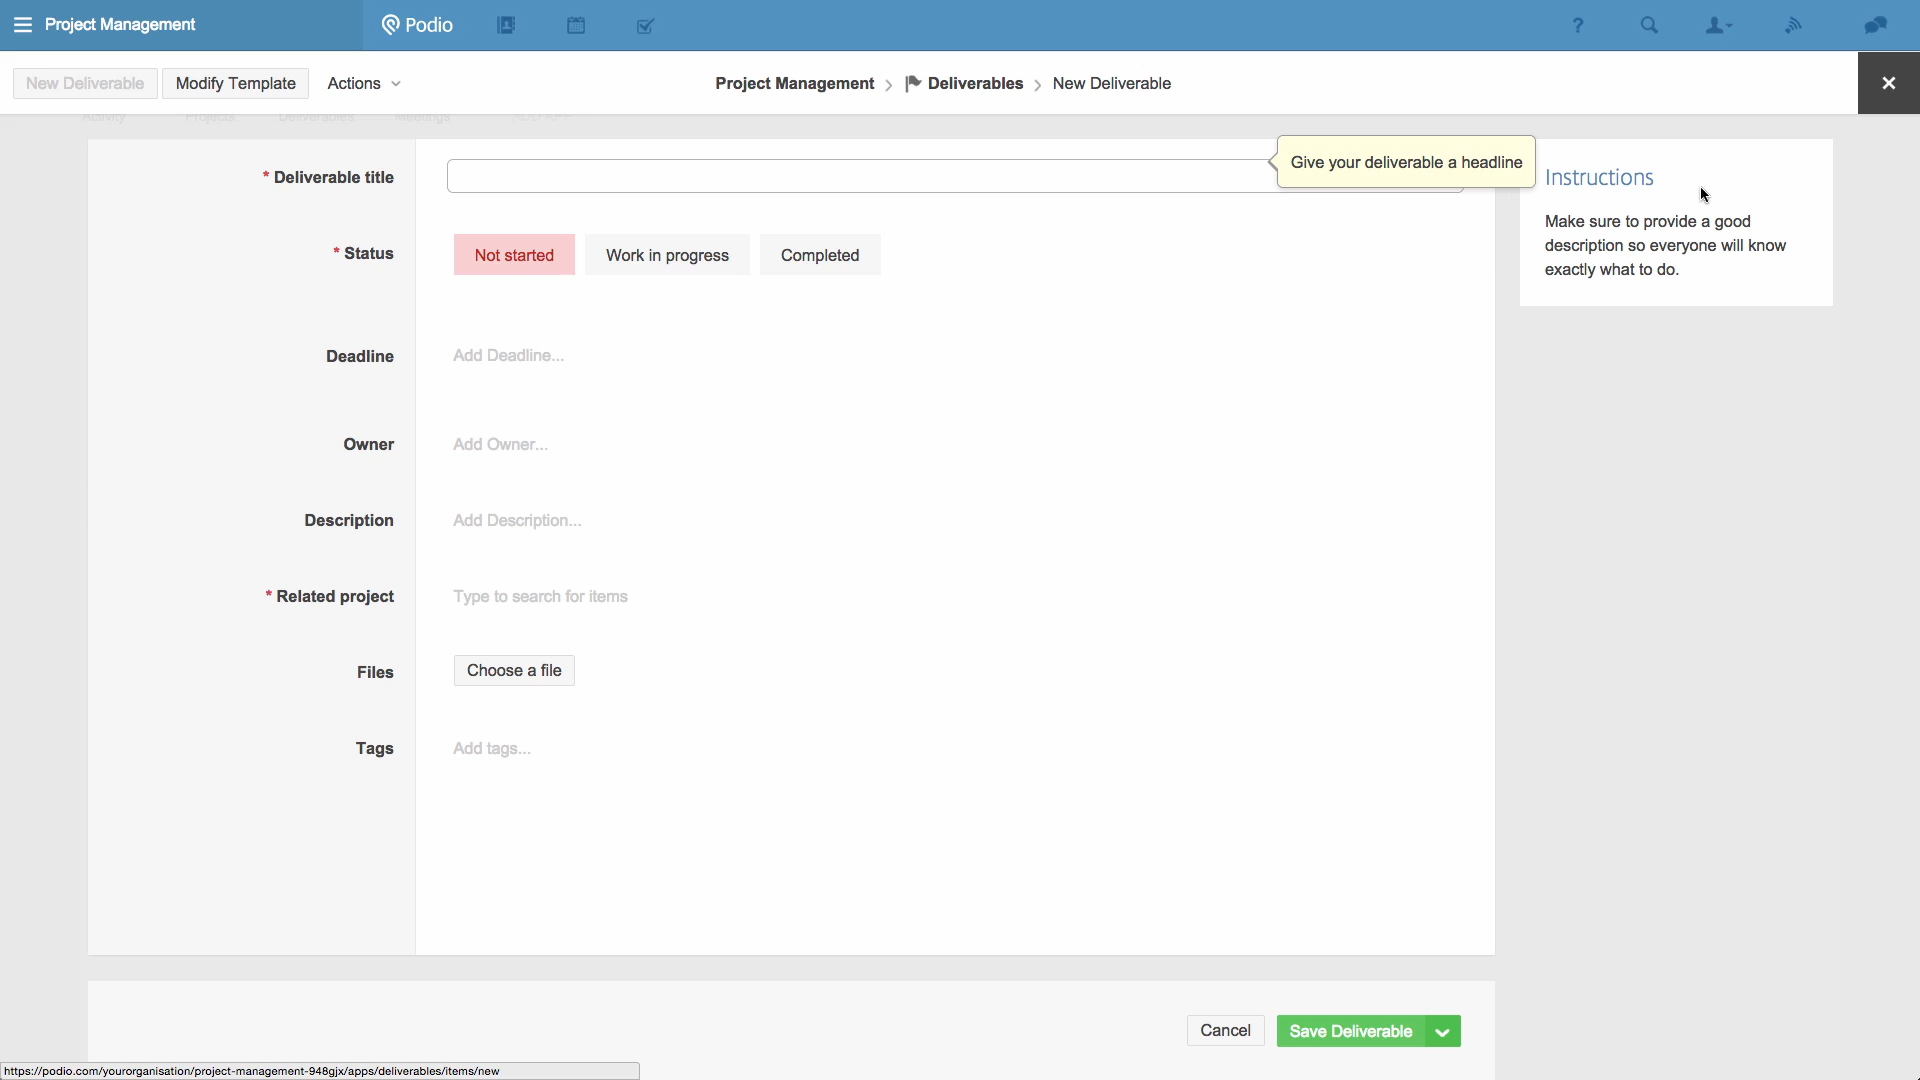 Project Management
Podio
New Deliverable
Modify Template
Actions
Project Management > Deliverables > New Deliverable
Activity Projects Deliverables Meetings ADD APP
* Deliverable title
Give your deliverable a headline
Instructions
Make sure to provide a good
description so everyone will know
exactly what to do.
* Status
Not started
Work in progress
Completed
Deadline
Add Deadline...
Owner
Add Owner...
Description
Add Description...
* Related project
Type to search for items
Files
Choose a file
Tags
Add tags...
Cancel
Save Deliverable
https://podio.com/yourorganisation/project-management-948gjx/apps/deliverables/items/new